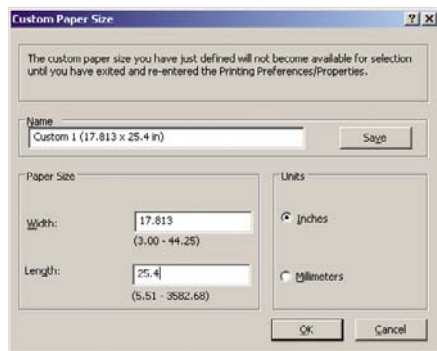 Custom Paper Size
The custom paper size you have just defined will not become available for selection
until you have exited and re-entered the Printing Preferences/Properties.
Name
Custom 1 (17.813 x 25.4 in)
Save
Paper Size
Width:
17.813
(3.00 - 44.25)
Length:
25.4
(5.51 - 3582.68)
Units
Inches
Milimeters
OK
Cancel